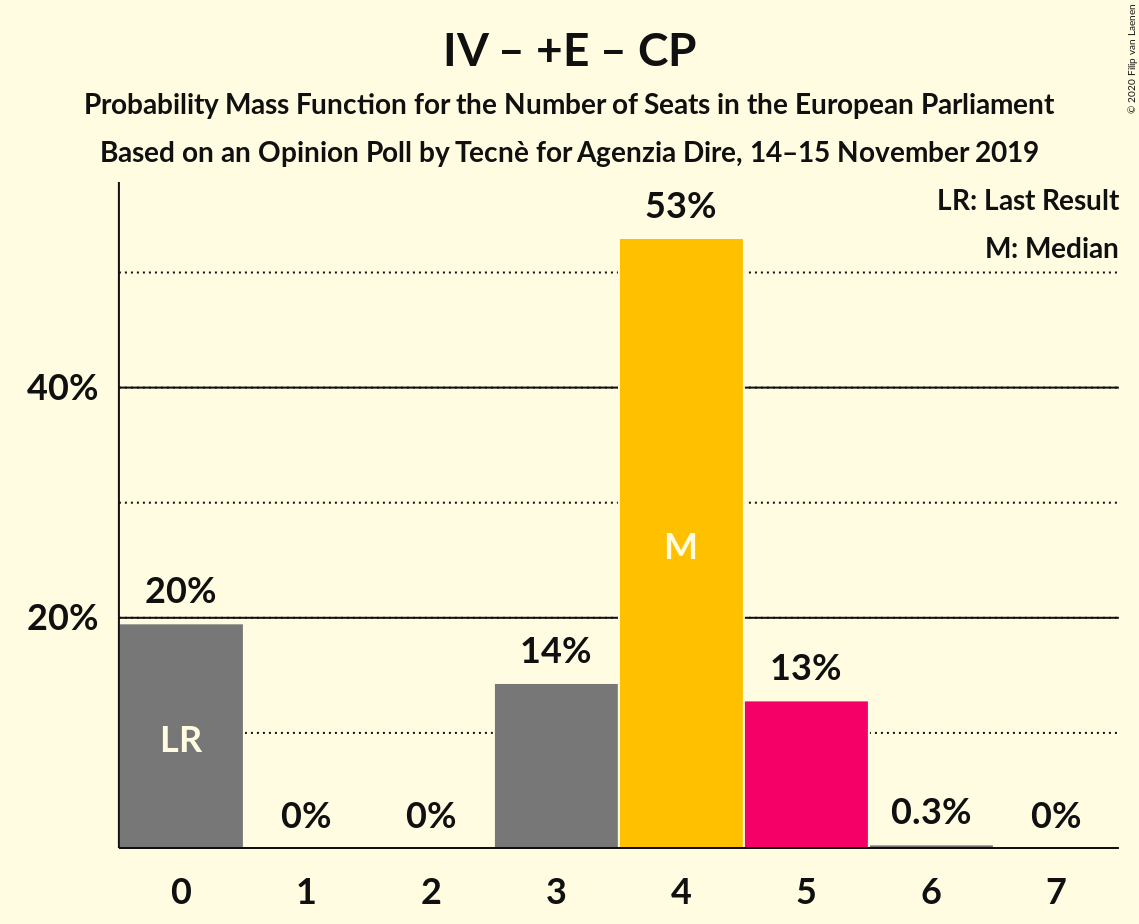 IV – +E – CP
Probability Mass Function for the Number of Seats in the European Parliament
Based on an Opinion Poll by Tecnè for Agenzia Dire, 14–15 November 2019
© 2020 Filip van Laenen
LR: Last Result
M: Median
53%
40%
M
20%
20%
14%
13%
LR
0%
0%
0.3%
0%
0 1 2 3 4 5 6 7